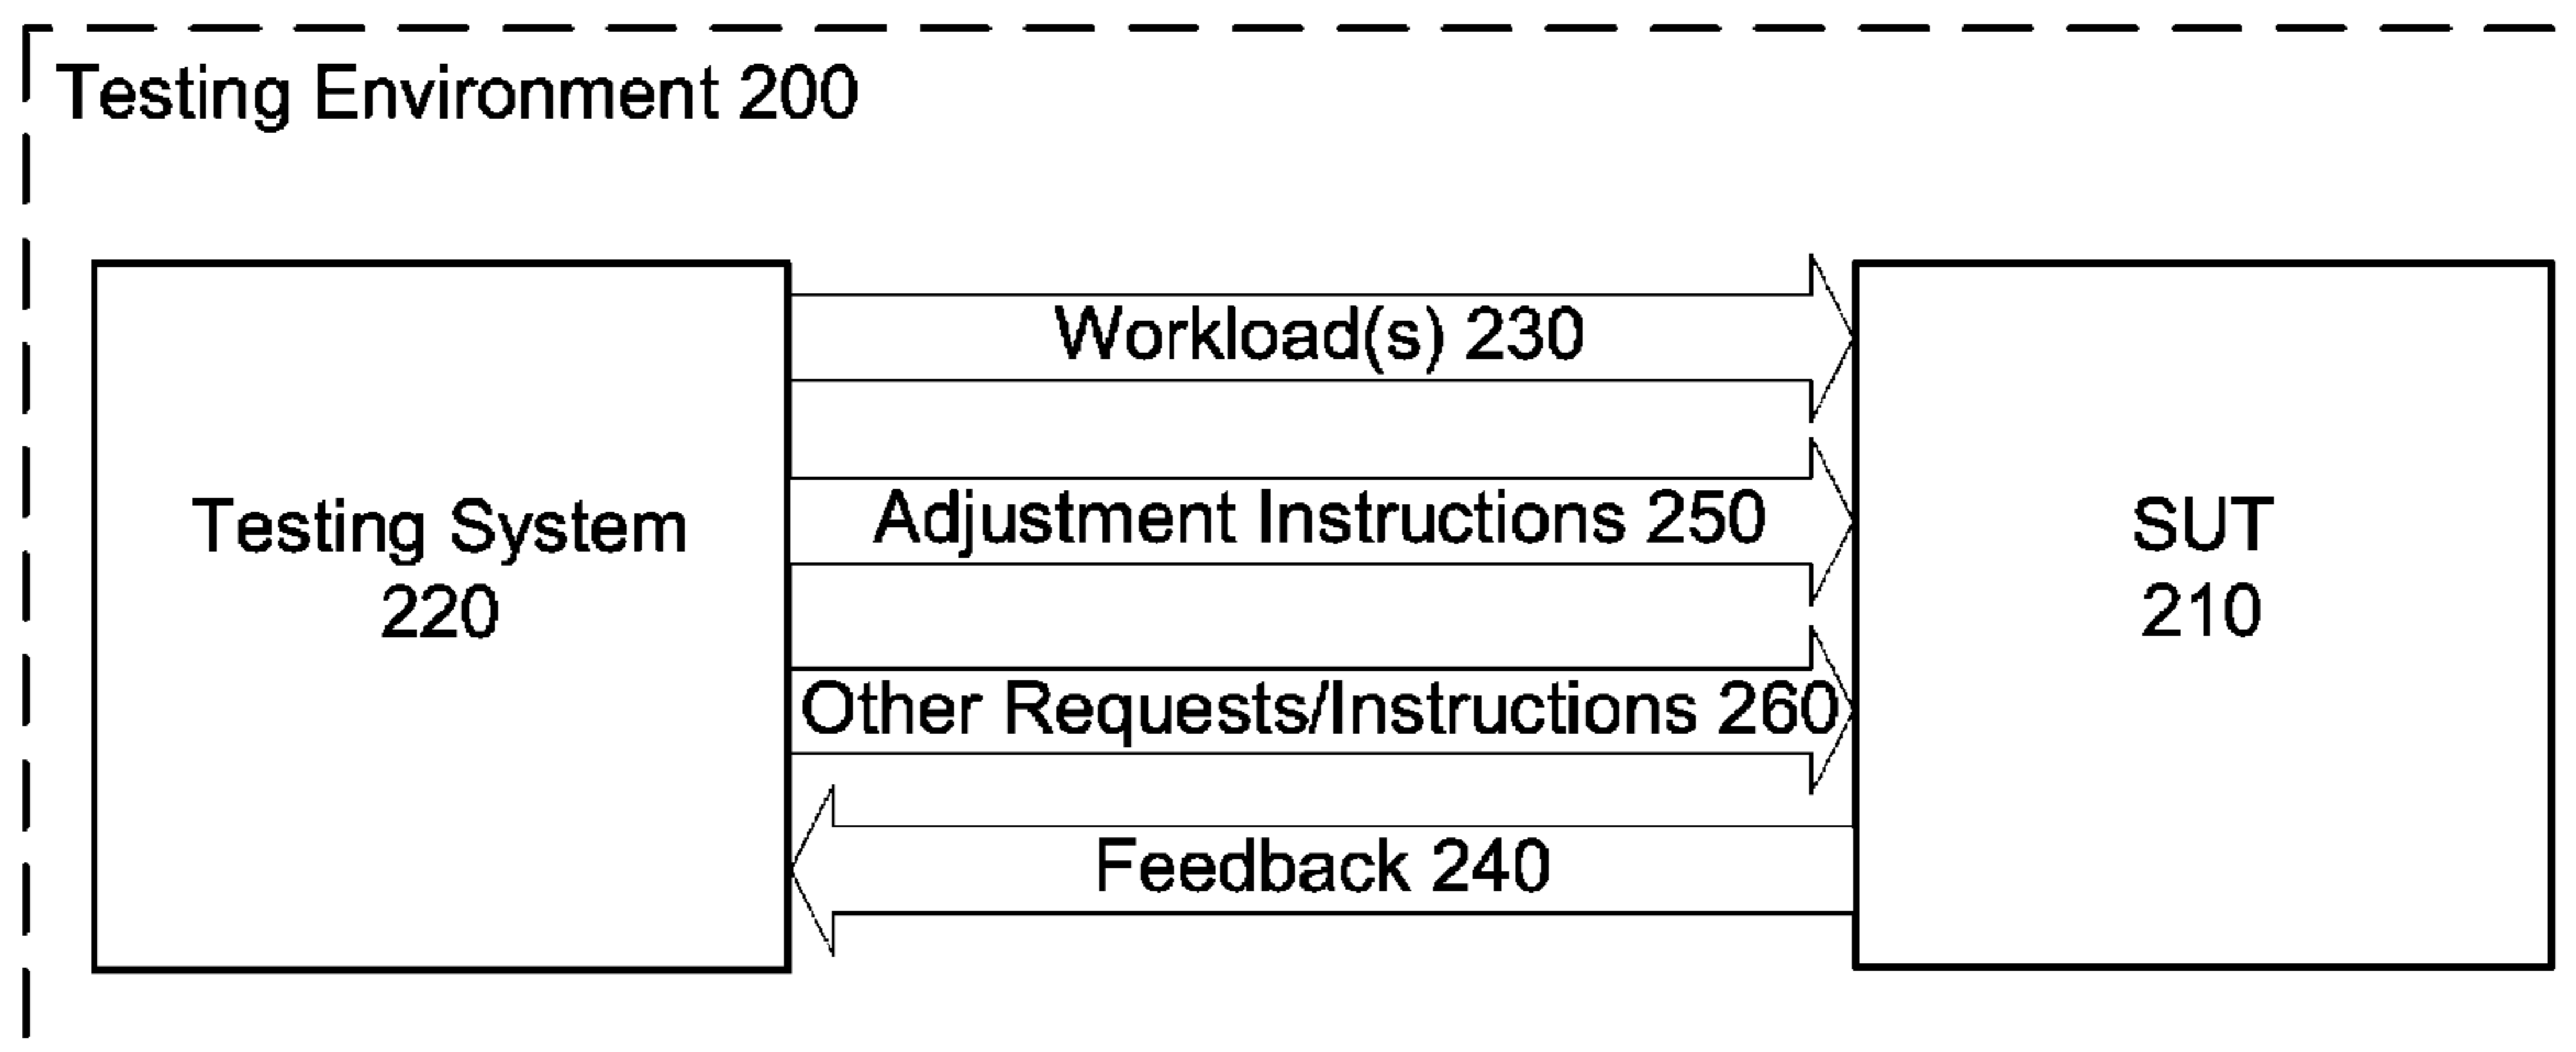 Testing Environment 200
Workload(s) 230
Testing System
220
Adjustment Instructions 250
SUT
210
Other Requests/Instructions 260
Feedback 240